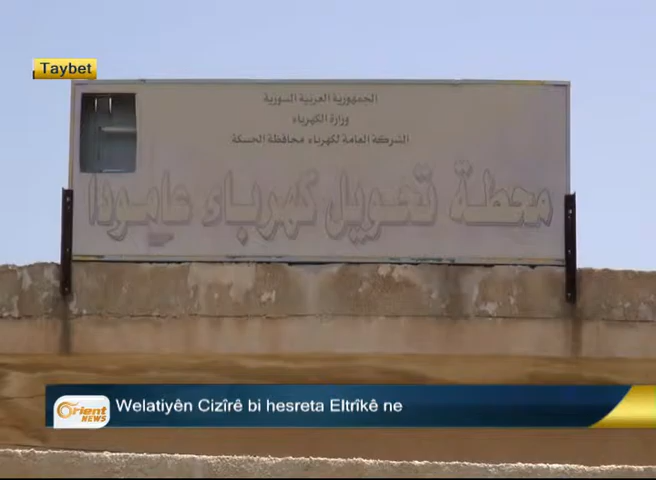 Taybet
الجمهورية العربية السورية
وزارة الكهرباء
الشركة العامة لكهرباء محافظة الحسكة
محطة تحويل كهرباء عامودا
Orient NEWS
Welatiyên Cizîrê bi hesreta Eltrîkê ne